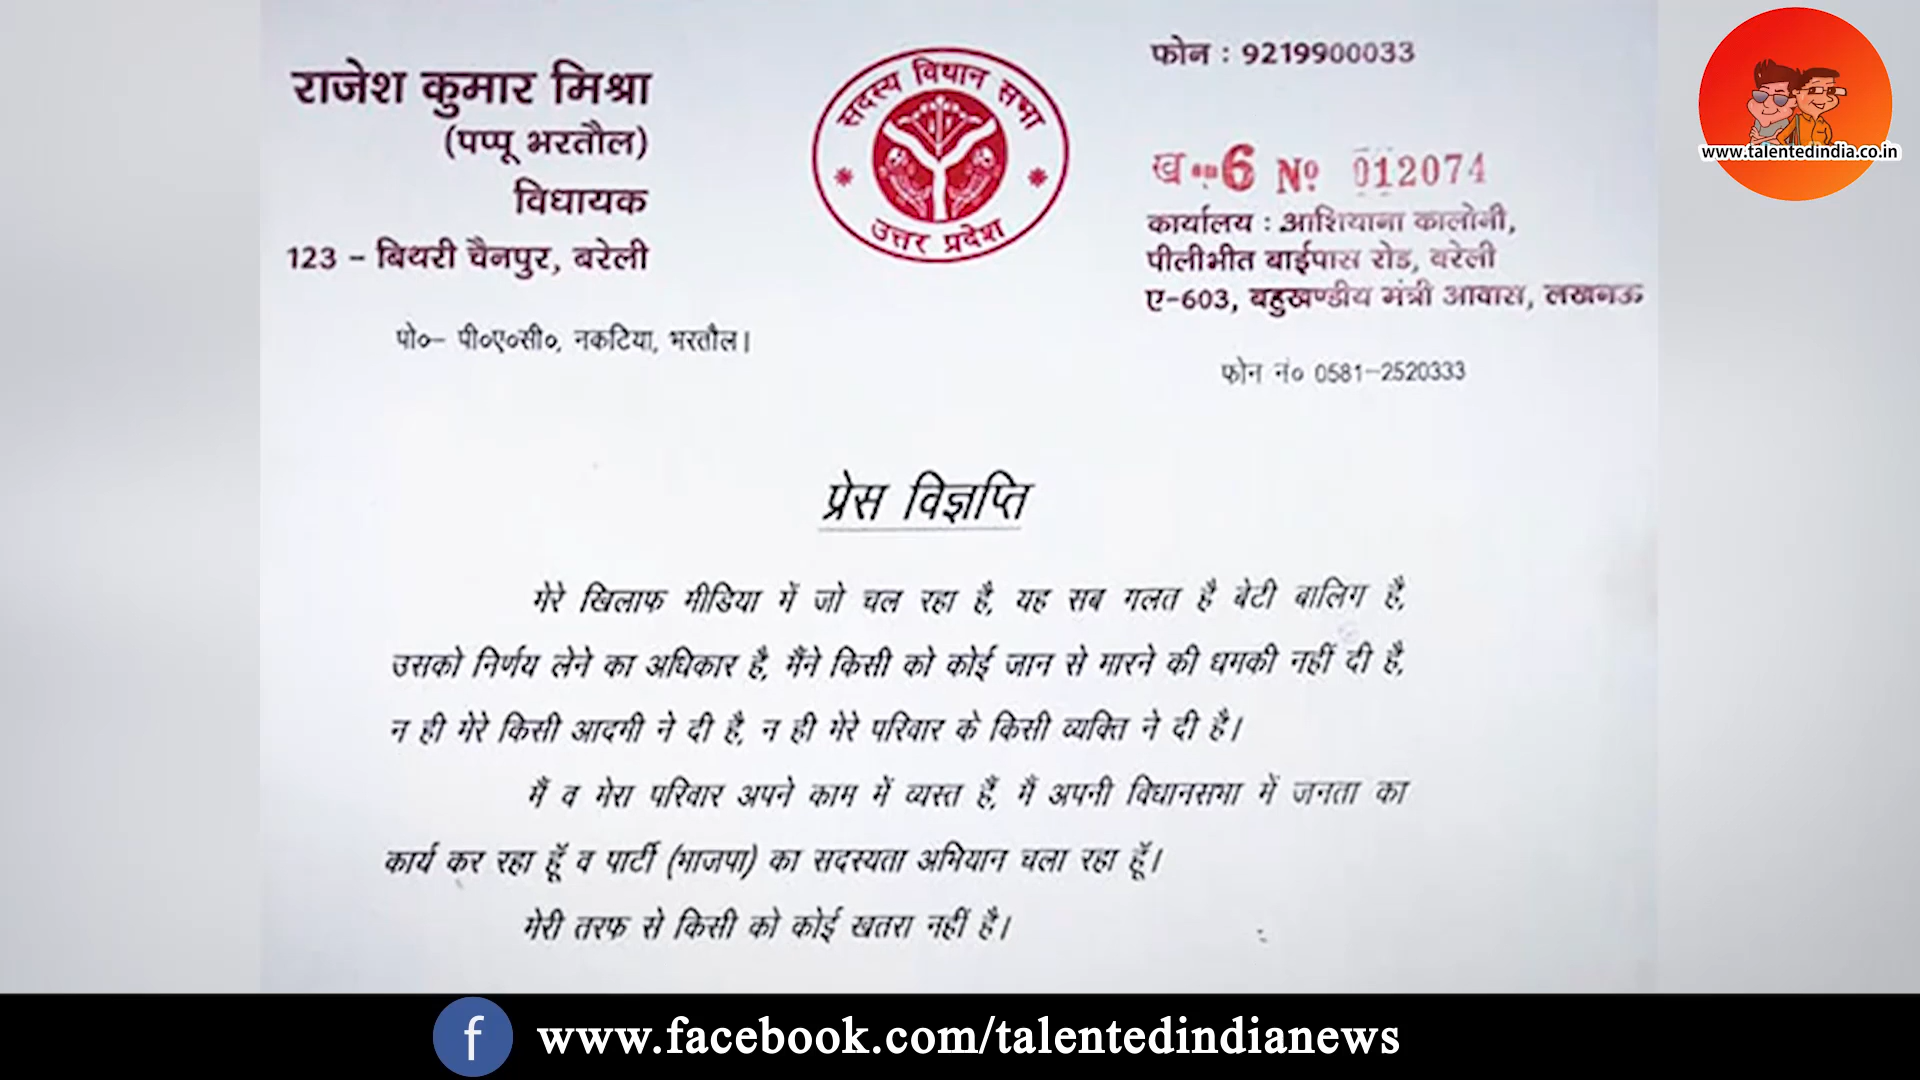 राजेश कुमार मिश्रा
(पप्पू भरतौल)
विधायक
123 – बिथरी चैनपुर, बरेली
पो०– पी०ए०सी०, नकटिया, भरतौल।
सदस्य विधान सभा
उत्तर प्रदेश
फोन : 9219900033
ख--6 Nº 012074
कार्यालय : आशियाना कालोनी,
पीलीभीत बाईपास रोड, बरेली
ए-603, बहुखण्डीय मंत्री आवास, लखनऊ
फोन नं० 0581–2520333
www.talentedindia.co.in
प्रेस विज्ञप्ति
मेरे खिलाफ मीडिया में जो चल रहा है, यह सब गलत है बेटी बालिग है,
उसको निर्णय लेने का अधिकार है, मैंने किसी को कोई जान से मारने की धमकी नहीं दी है,
न ही मेरे किसी आदमी ने दी है, न ही मेरे परिवार के किसी व्यक्ति ने दी है।
मैं व मेरा परिवार अपने काम में व्यस्त हैं, मैं अपनी विधानसभा में जनता का
कार्य कर रहा हूँ व पार्टी (भाजपा) का सदस्यता अभियान चला रहा हूँ।
मेरी तरफ से किसी को कोई खतरा नहीं है।
f www.facebook.com/talentedindianews